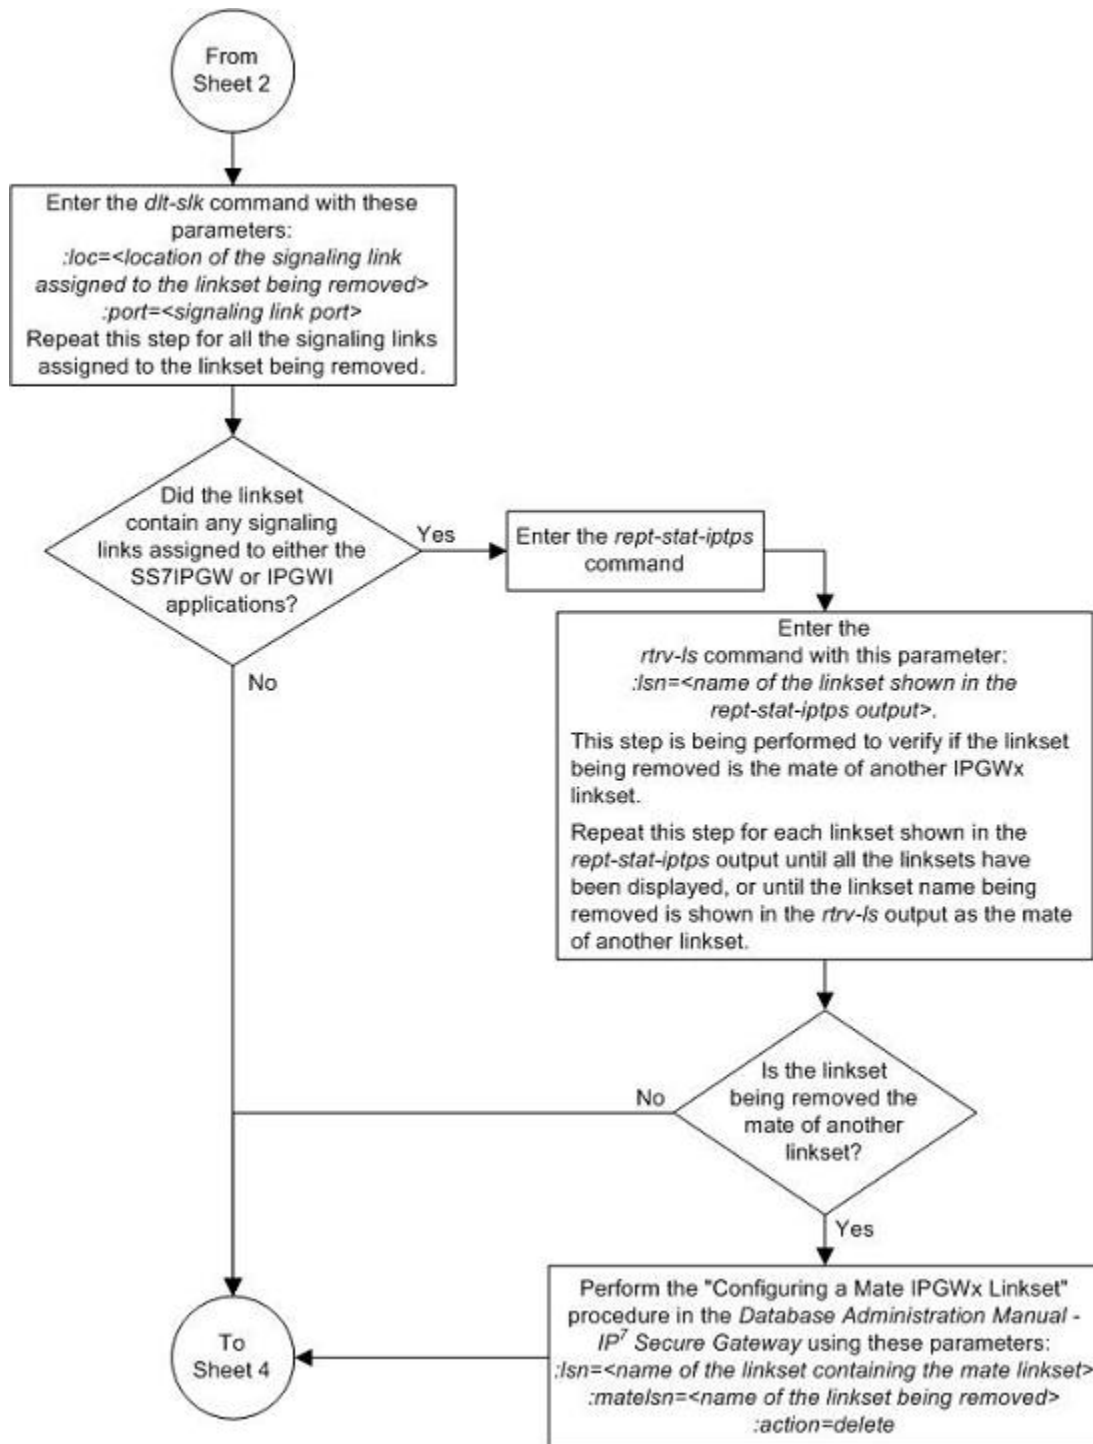 From
Sheet 2
Enter the dlt-slk command with these
parameters:
:loc=<location of the signaling link
assigned to the linkset being removed>
:port=<signaling link port>
Repeat this step for all the signaling links
assigned to the linkset being removed.
Did the linkset
contain any signaling
links assigned to either the
SS7IPGW or IPGWI
applications?
Yes
Enter the rept-stat-iptps
command
No
Enter the
rtrv-ls command with this parameter:
:lsn=<name of the linkset shown in the
rept-stat-iptps output>.
This step is being performed to verify if the linkset
being removed is the mate of another IPGWx
linkset.
Repeat this step for each linkset shown in the
rept-stat-iptps output until all the linksets have
been displayed, or until the linkset name being
removed is shown in the rtrv-ls output as the mate
of another linkset.
Is the linkset
being removed the
mate of another
linkset?
No
Yes
Perform the "Configuring a Mate IPGWx Linkset"
procedure in the Database Administration Manual -
IP⁷ Secure Gateway using these parameters:
:lsn=<name of the linkset containing the mate linkset>
:matelsn=<name of the linkset being removed>
:action=delete
To
Sheet 4